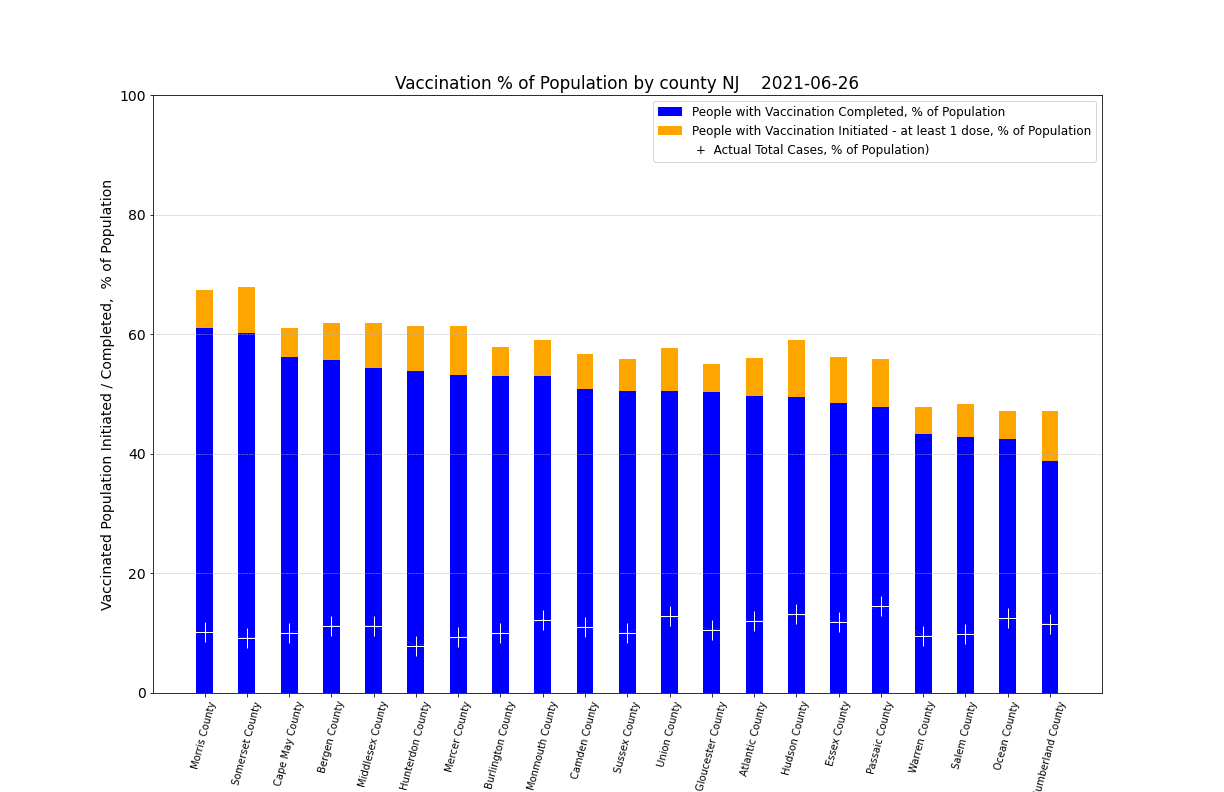 Vaccination % of Population by county NJ    2021-06-26
People with Vaccination Completed, % of Population
People with Vaccination Initiated - at least 1 dose, % of Population
+ Actual Total Cases, % of Population)
Vaccinated Population Initiated / Completed,   % of Population
100
80
60
40
20
0
Morris County
Somerset County
Cape May County
Bergen County
Middlesex County
Hunterdon County
Mercer County
Burlington County
Monmouth County
Camden County
Sussex County
Union County
Gloucester County
Atlantic County
Hudson County
Essex County
Passaic County
Warren County
Salem County
Ocean County
umberland County